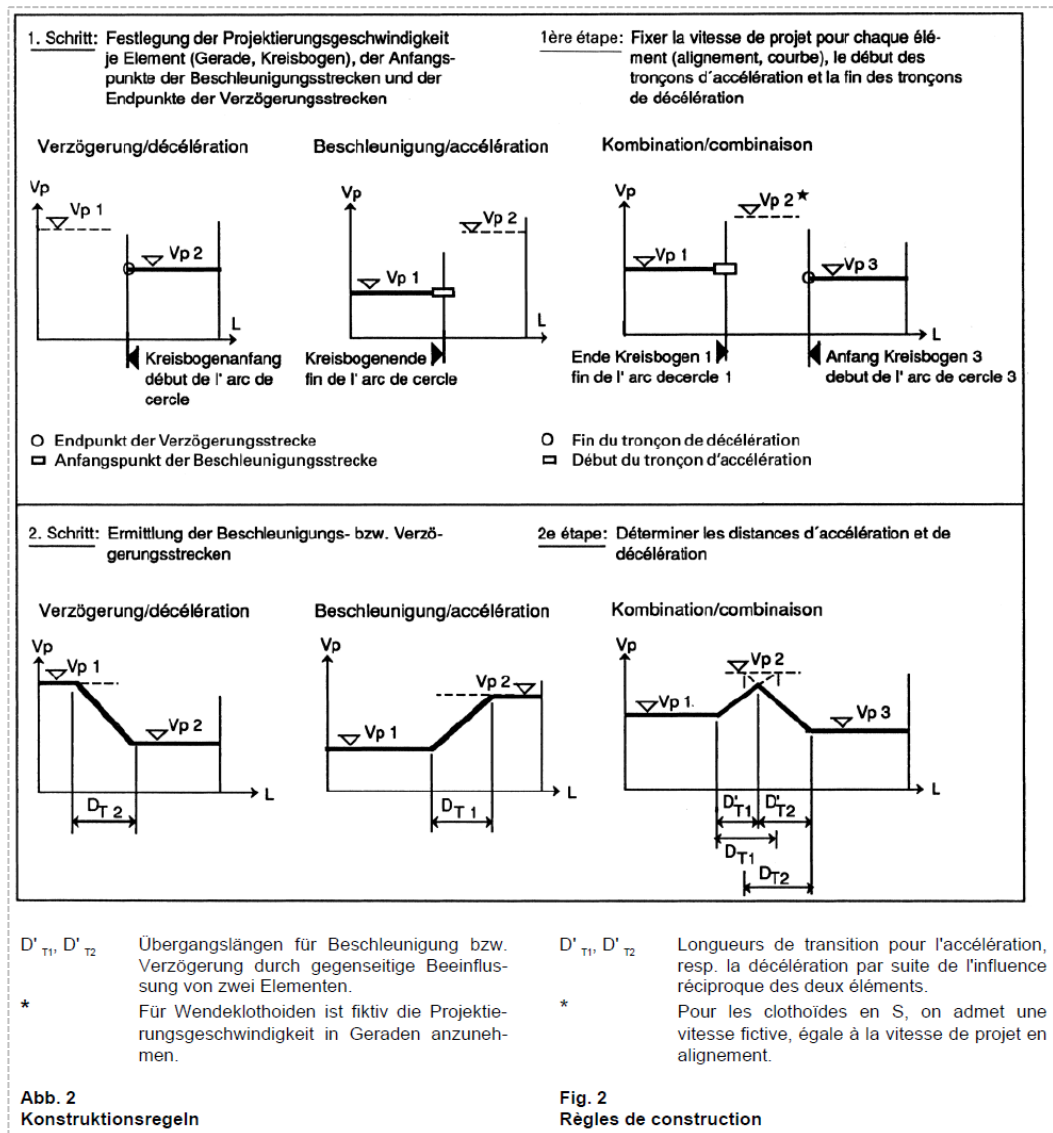 1. Schritt: Festlegung der Projektierungsgeschwindigkeit
je Element (Gerade, Kreisbogen), der Anfangs-
punkte der Beschleunigungsstrecken und der
Endpunkte der Verzögerungsstrecken
1ère étape: Fixer la vitesse de projet pour chaque élé-
ment (alignement, courbe), le début des
tronçons d'accélération et la fin des tronçons
de décélération
Verzögerung/décélération
Vp
Vp 1
Vp 2
L
Kreisbogenanfang
début de l' arc de
cercle
Beschleunigung/accélération
Vp
Vp 2
Vp 1
L
Kreisbogenende
fin de l' arc de cercle
Kombination/combinaison
Vp
Vp 2*
Vp 1
Vp 3
L
Ende Kreisbogen 1
fin de l' arc decercle 1
Anfang Kreisbogen 3
debut de l' arc de cercle 3
Endpunkt der Verzögerungsstrecke
Anfangspunkt der Beschleunigungsstrecke
Fin du tronçon de décélération
Début du tronçon d'accélération
2. Schritt: Ermittlung der Beschleunigungs- bzw. Verzö-
gerungsstrecken
2e étape: Déterminer les distances d'accélération et de
décélération
Verzögerung/décélération
Vp
Vp 1
Vp 2
L
DT 2
Beschleunigung/accélération
Vp
Vp 2
Vp 1
L
DT 1
Kombination/combinaison
Vp
Vp 2
Vp 1.
Vp 3
L
D'T1 D'T2
DT1
DT2
D' T1, D' T2 Übergangslängen für Beschleunigung bzw.
Verzögerung durch gegenseitige Beeinflus-
sung von zwei Elementen.
* Für Wendeklothoiden ist fiktiv die Projektie-
rungsgeschwindigkeit in Geraden anzuneh-
men.
Abb. 2
Konstruktionsregeln
D' T1, D' T2 Longueurs de transition pour l'accélération,
resp. la décélération par suite de l'influence
réciproque des deux éléments.
* Pour les clothoïdes en S, on admet une
vitesse fictive, égale à la vitesse de projet en
alignement.
Fig. 2
Règles de construction